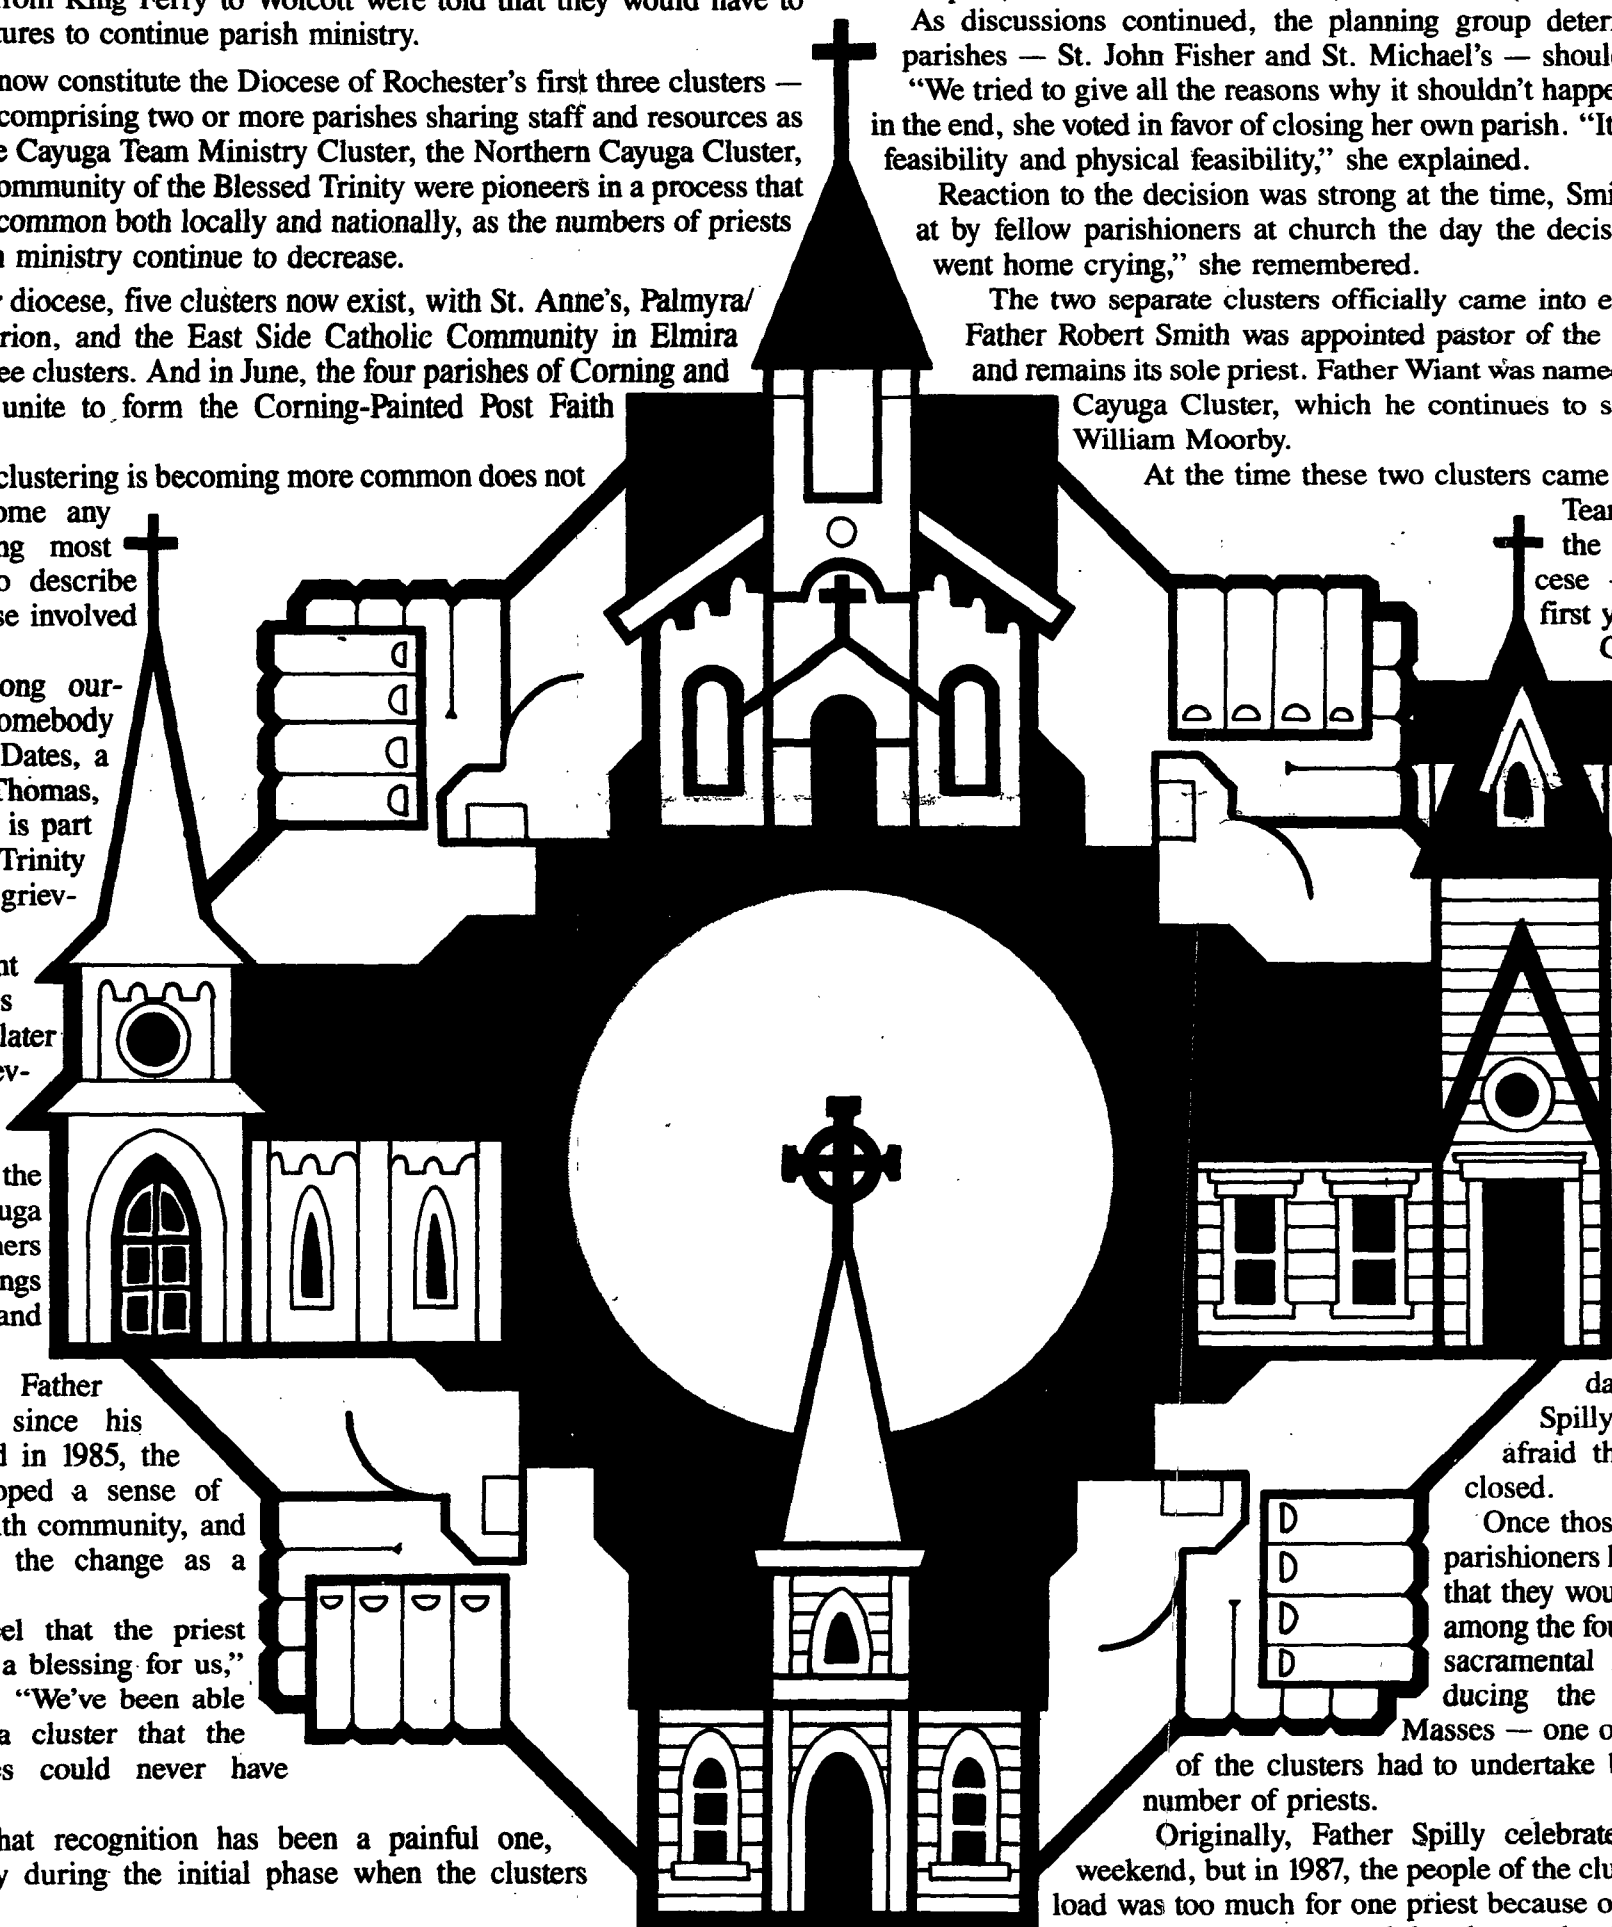 from King Ferry to Wolcott were told that they would have to
tures to continue parish ministry.
now constitute the Diocese of Rochester's first three clusters —
comprising two or more parishes sharing staff and resources as
e Cayuga Team Ministry Cluster, the Northern Cayuga Cluster,
ommunity of the Blessed Trinity were pioneers in a process that
common both locally and nationally, as the numbers of priests
ministry continue to decrease.
diocese, five clusters now exist, with St. Anne's, Palmyra/
rion, and the East Side Catholic Community in Elmira
ee clusters. And in June, the four parishes of Corning and
unite to form the Corning-Painted Post Faith
clustering is becoming more common does not
ome any
ng most
o describe
se involved
ong our-
omebody
Dates, a
Thomas,
is part
Trinity
griev-
nt
s
later
ev-
the
uga
ners
ngs
and
Father
since his
d in 1985, the
oped a sense of
ith community, and
the change as a
el that the priest
a blessing for us,"
"We've been able
a cluster that the
es could never have
hat recognition has been a painful one,
y during the initial phase when the clusters
As discussions continued, the planning group deter
parishes — St. John Fisher and St. Michael's — shoul
"We tried to give all the reasons why it shouldn't happe
in the end, she voted in favor of closing her own parish. "It
feasibility and physical feasibility," she explained.
Reaction to the decision was strong at the time, Smi
at by fellow parishioners at church the day the decis
went home crying," she remembered.
The two separate clusters officially came into e
Father Robert Smith was appointed pastor of the
and remains its sole priest. Father Wiant was name
Cayuga Cluster, which he continues to s
William Moorby.
At the time these two clusters came
Tear
the
cese
first y
da
Spilly
afraid th
closed.
Once thos
parishioners
that they wou
among the fou
sacramental
ducing the
Masses — one o
of the clusters had to undertake
number of priests.
Originally, Father Spilly celebrate
weekend, but in 1987, the people of the clu
load was too much for one priest because o